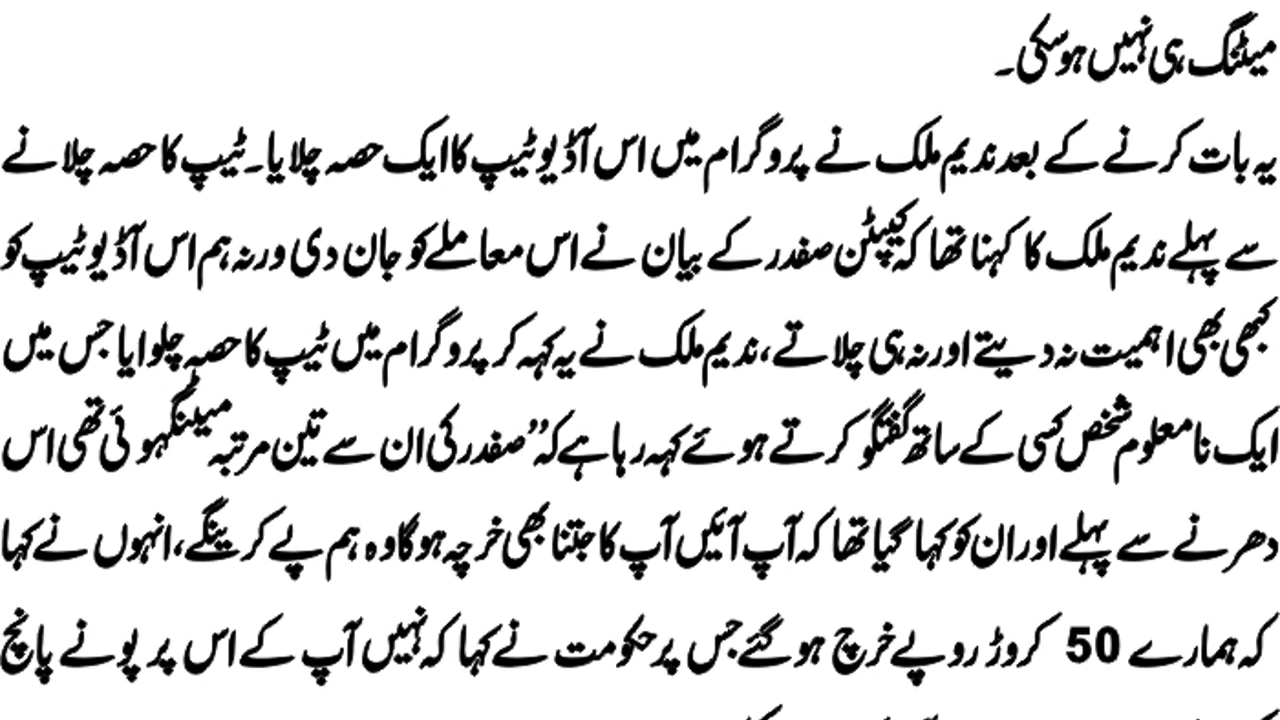 میٹنگ ہی نہیں ہوسکی۔
یہ بات کرنے کے بعد ندیم ملک نے پروگرام میں اس آڈیو ٹیپ کا ایک حصہ چلایا۔ ٹیپ کا حصہ چلانے
سے پہلے ندیم ملک کا کہنا تھا کہ کیپٹن صفدر کے بیان نے اس معاملے کو جان دی ورنہ ہم اس آڈیو ٹیپ کو
کبھی بھی اہمیت نہ دیتے اور نہ ہی چلاتے، ندیم ملک نے یہ کہہ کر پروگرام میں ٹیپ کا حصہ چلوایا جس میں
ایک نامعلوم شخص کسی کے ساتھ گفتگو کرتے ہوئے کہہ رہا ہے کہ ”صفدر کی ان سے تین مرتبہ میٹنگہوئی تھی اس
دھرنے سے پہلے اور ان کو کہا گیا تھا کہ آپ آئیں آپ کا جتنا بھی خرچہ ہوگا وہ ہم پے کرینگے، انہوں نے کہا
کہ ہمارے 50 کروڑ روپے خرچ ہوگئے جس پر حکومت نے کہا کہ نہیں آپ کے اس پر پونے پانچ